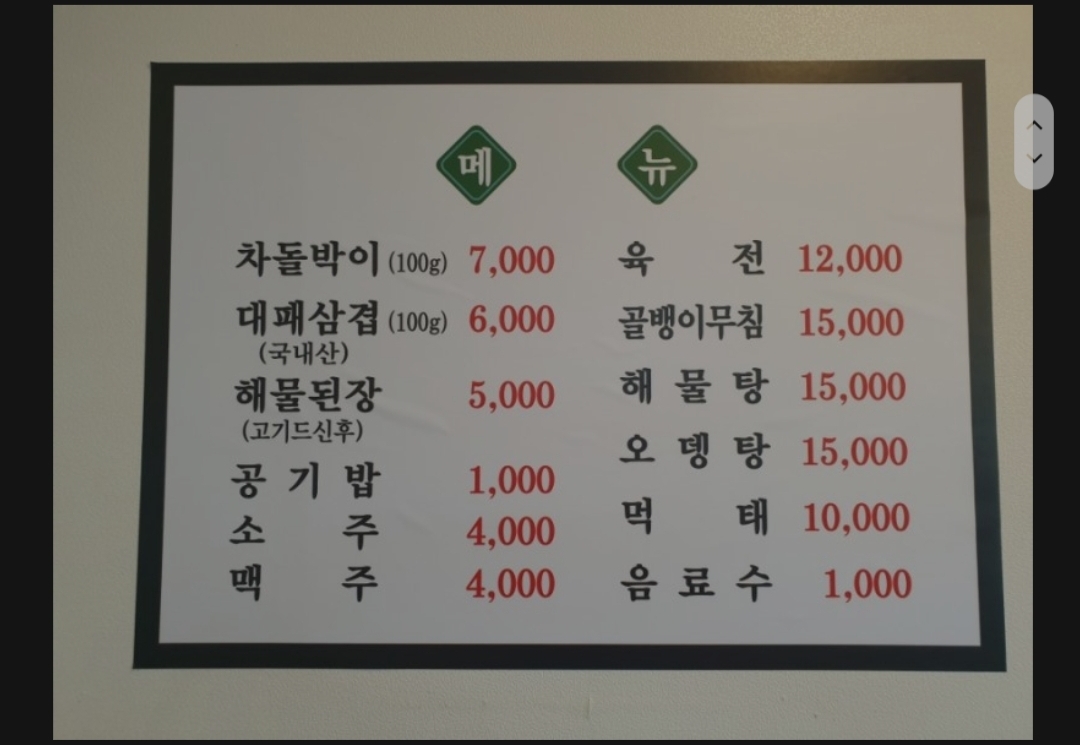 메 뉴
차돌박이 (100g) 7,000
대패삼겹 (100g) 6,000
(국내산)
해물된장 5,000
(고기드신후)
공기밥 1,000
소주 4,000
맥주 4,000
육전 12,000
골뱅이무침 15,000
해물탕 15,000
오뎅탕 15,000
먹태 10,000
음료수 1,000